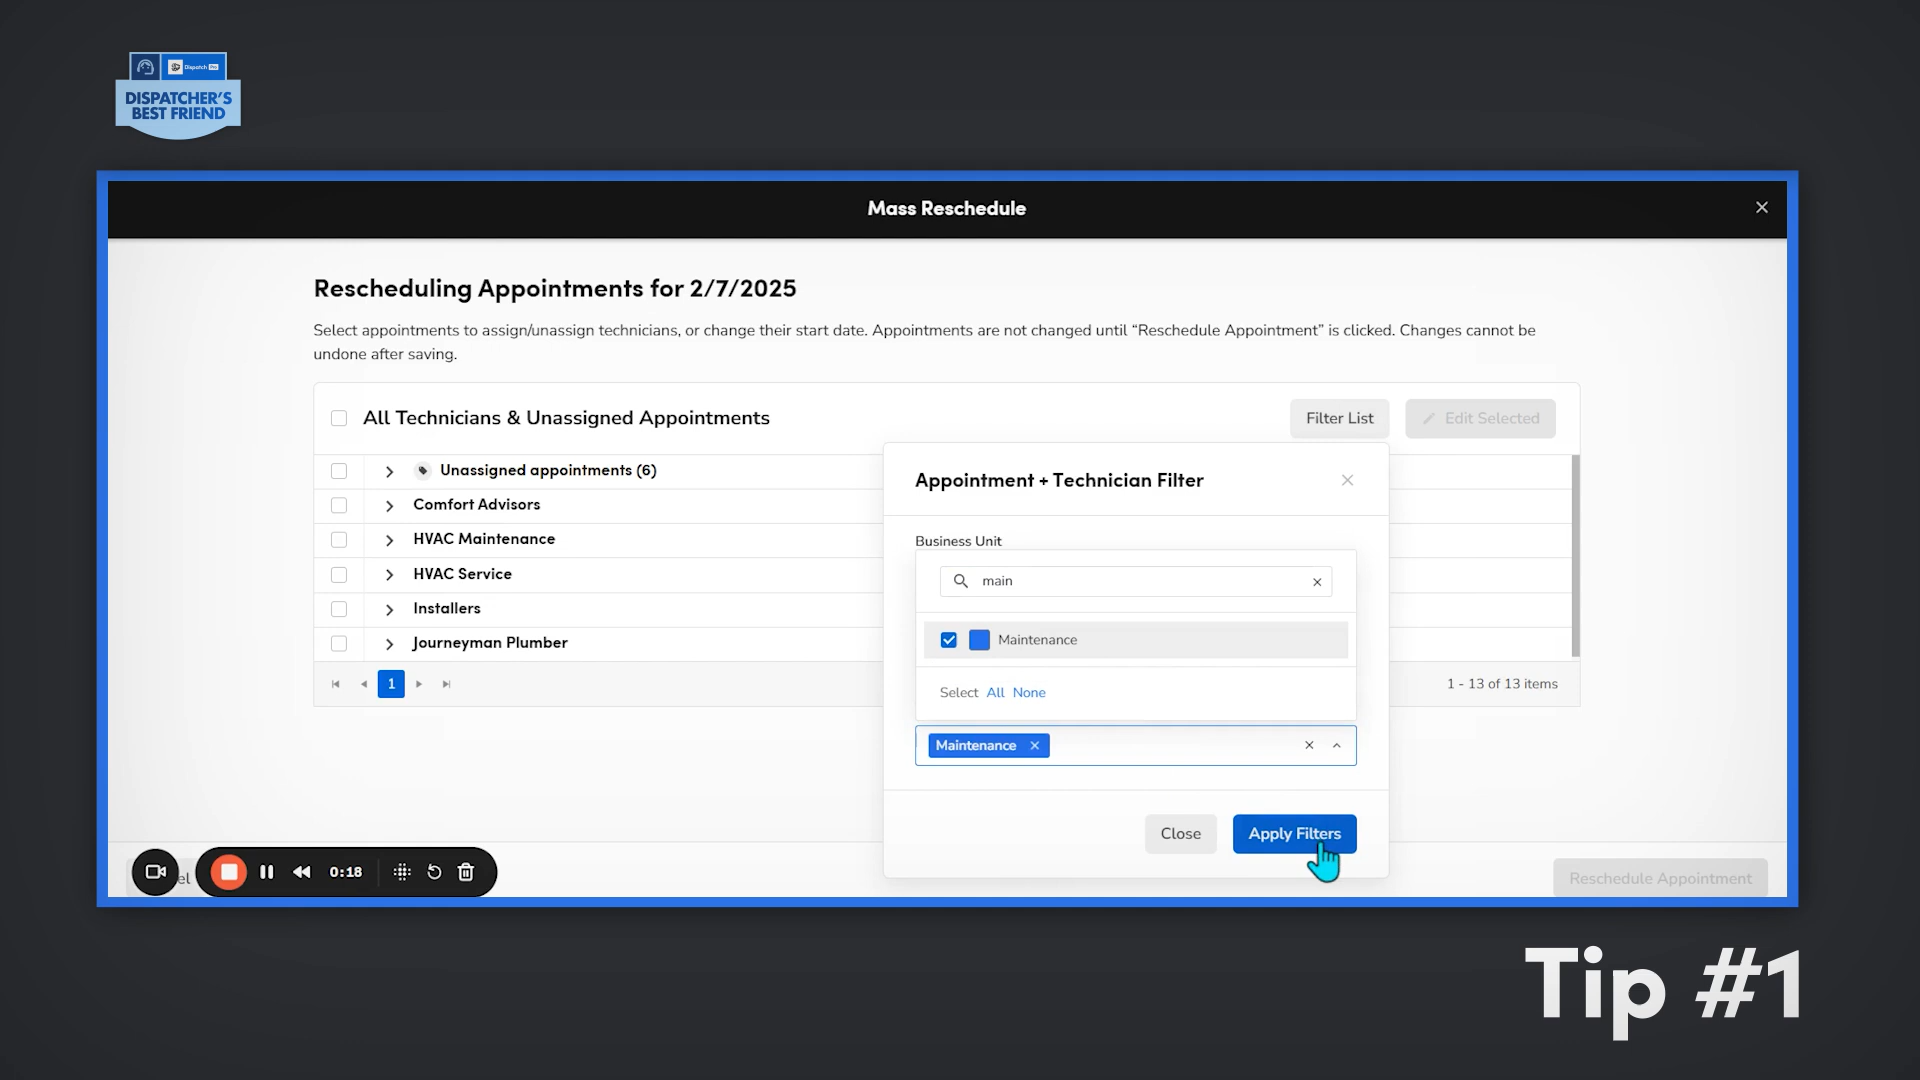 Dispatch Pro
DISPATCHER'S
BEST FRIEND
Mass Reschedule
Rescheduling Appointments for 2/7/2025
Select appointments to assign/unassign technicians, or change their start date. Appointments are not changed until “Reschedule Appointment” is clicked. Changes cannot be
undone after saving.
All Technicians & Unassigned Appointments
Filter List
Edit Selected
Unassigned appointments (6)
Comfort Advisors
HVAC Maintenance
HVAC Service
Installers
Journeyman Plumber
1
1 - 13 of 13 items
Appointment + Technician Filter
Business Unit
main
Maintenance
Select All None
Maintenance
Close
Apply Filters
el
0:18
Reschedule Appointment
Tip #1